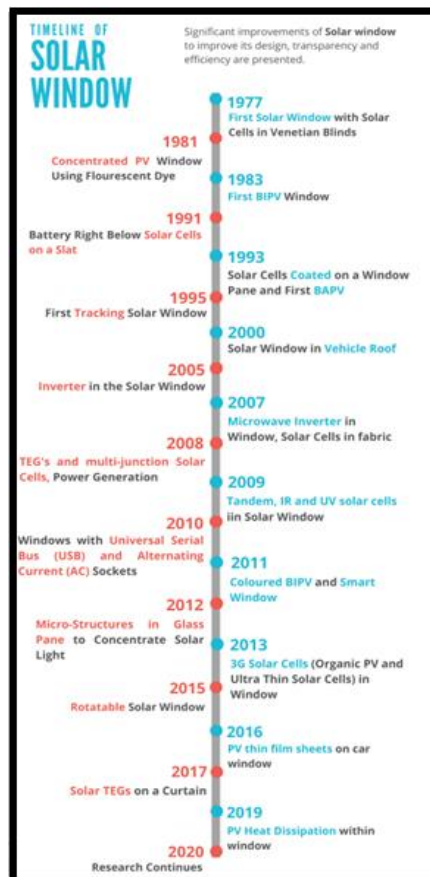 TIMELINE OF
SOLAR
WINDOW
Significant improvements of Solar window
to improve its design, transparency and
efficiency are presented.
1977
First Solar Window with Solar
Cells in Venetian Blinds
1981
Concentrated PV Window
Using Flourescent Dye
1983
First BIPV Window
1991
Battery Right Below Solar Cells
on a Slat
1993
Solar Cells Coated on a Window
Pane and First BAPV
1995
First Tracking Solar Window
2000
Solar Window in Vehicle Roof
2005
Inverter in the Solar Window
2007
Microwave Inverter in
Window, Solar Cells in fabric
2008
TEG's and multi-junction Solar
Cells, Power Generation
2009
Tandem, IR and UV solar cells
iin Solar Window
2010
Windows with Universal Serial
Bus (USB) and Alternating
Current (AC) Sockets
2011
Coloured BIPV and Smart
Window
2012
Micro-Structures in Glass
Pane to Concentrate Solar
Light
2013
3G Solar Cells (Organic PV and
Ultra Thin Solar Cells) in
Window
2015
Rotatable Solar Window
2016
PV thin film sheets on car
window
2017
Solar TEGs on a Curtain
2019
PV Heat Dissipation within
window
2020
Research Continues